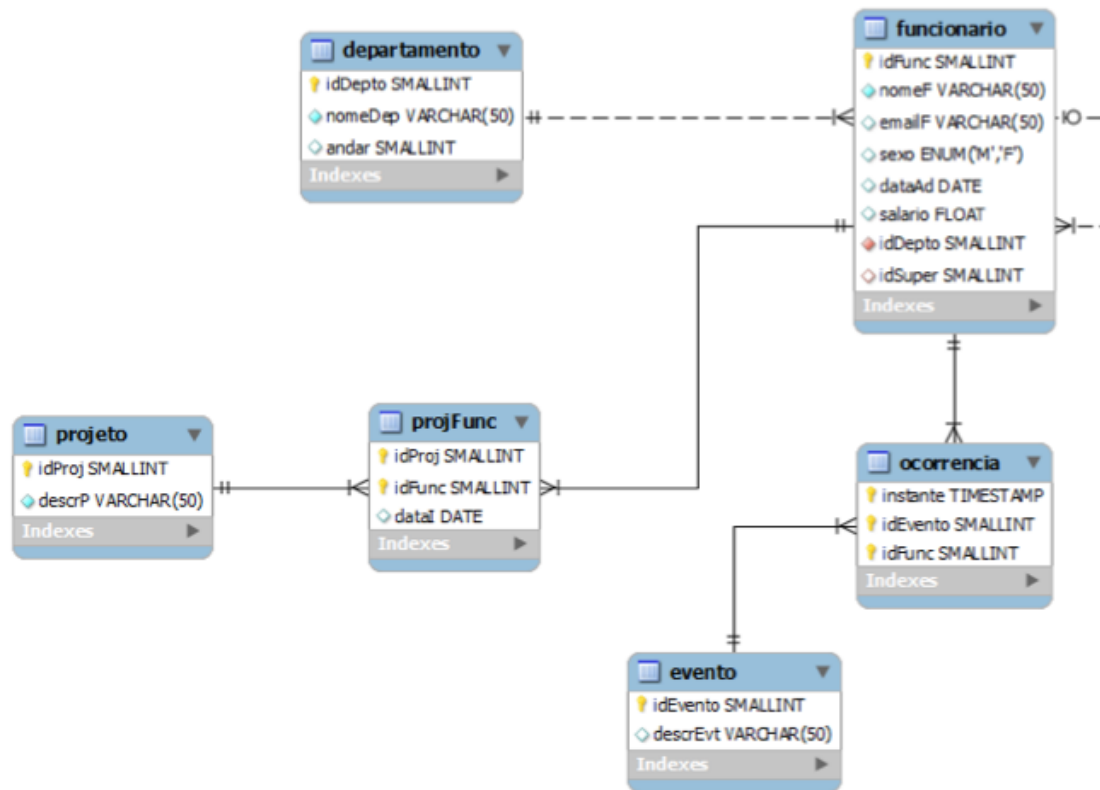 departamento
idDepto SMALLINT
nomeDep VARCHAR(50)
andar SMALLINT
Indexes
funcionario
idFunc SMALLINT
nomeF VARCHAR(50)
emailF VARCHAR(50)
sexo ENUM('M','F')
dataAd DATE
salario FLOAT
idDepto SMALLINT
idSuper SMALLINT
Indexes
projeto
idProj SMALLINT
descrP VARCHAR(50)
Indexes
projFunc
idProj SMALLINT
idFunc SMALLINT
dataI DATE
Indexes
ocorrencia
instante TIMESTAMP
idEvento SMALLINT
idFunc SMALLINT
Indexes
evento
idEvento SMALLINT
descrEvt VARCHAR(50)
Indexes